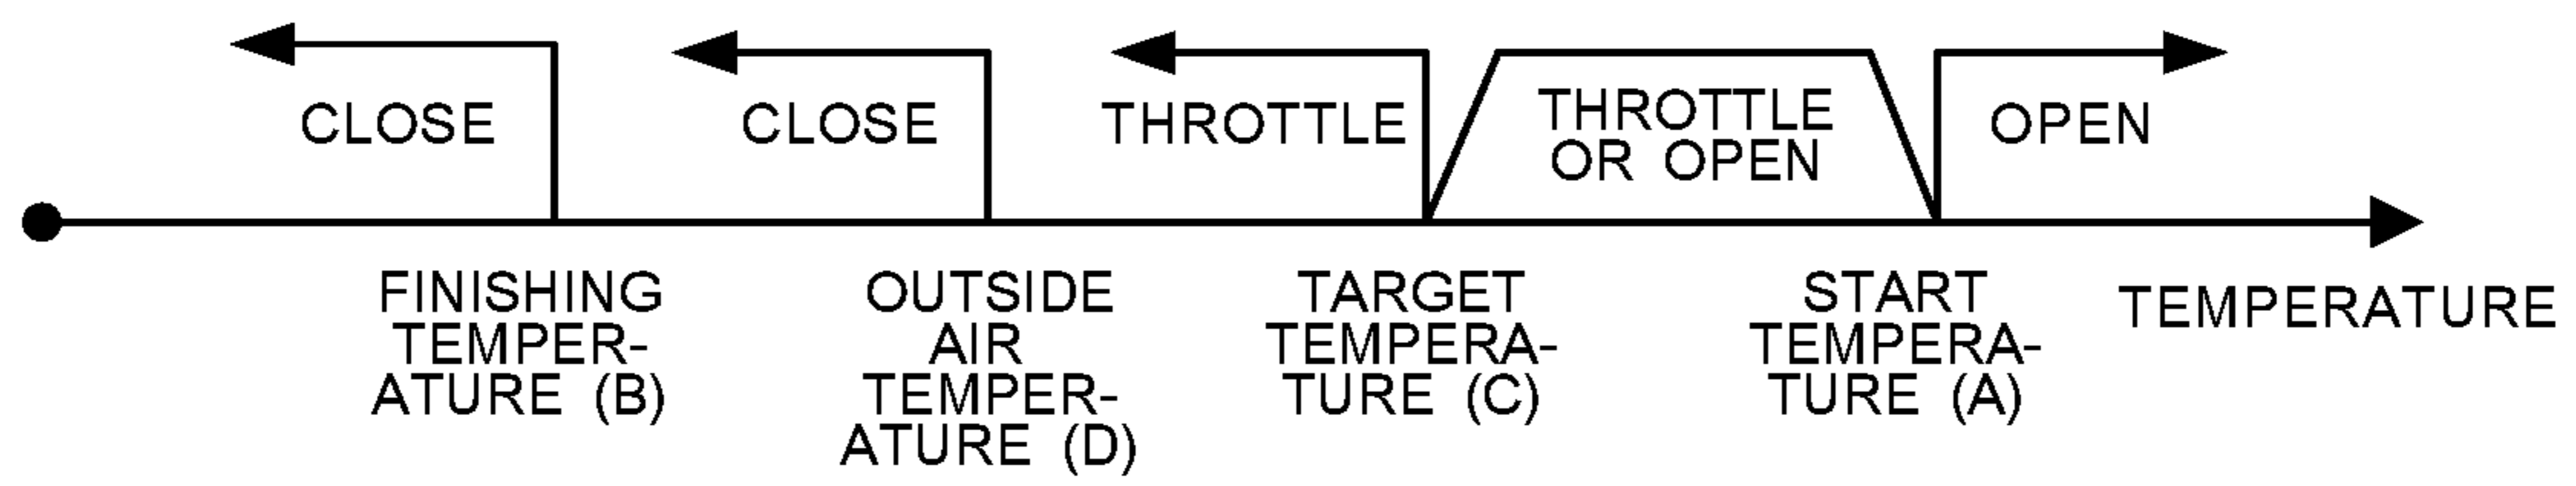 CLOSE
CLOSE
THROTTLE
THROTTLE
OR OPEN
OPEN
FINISHING
TEMPER-
ATURE (B)
OUTSIDE
AIR
TEMPER-
ATURE (D)
TARGET
TEMPERA-
TURE (C)
START
TEMPERA-
TURE (A)
TEMPERATURE